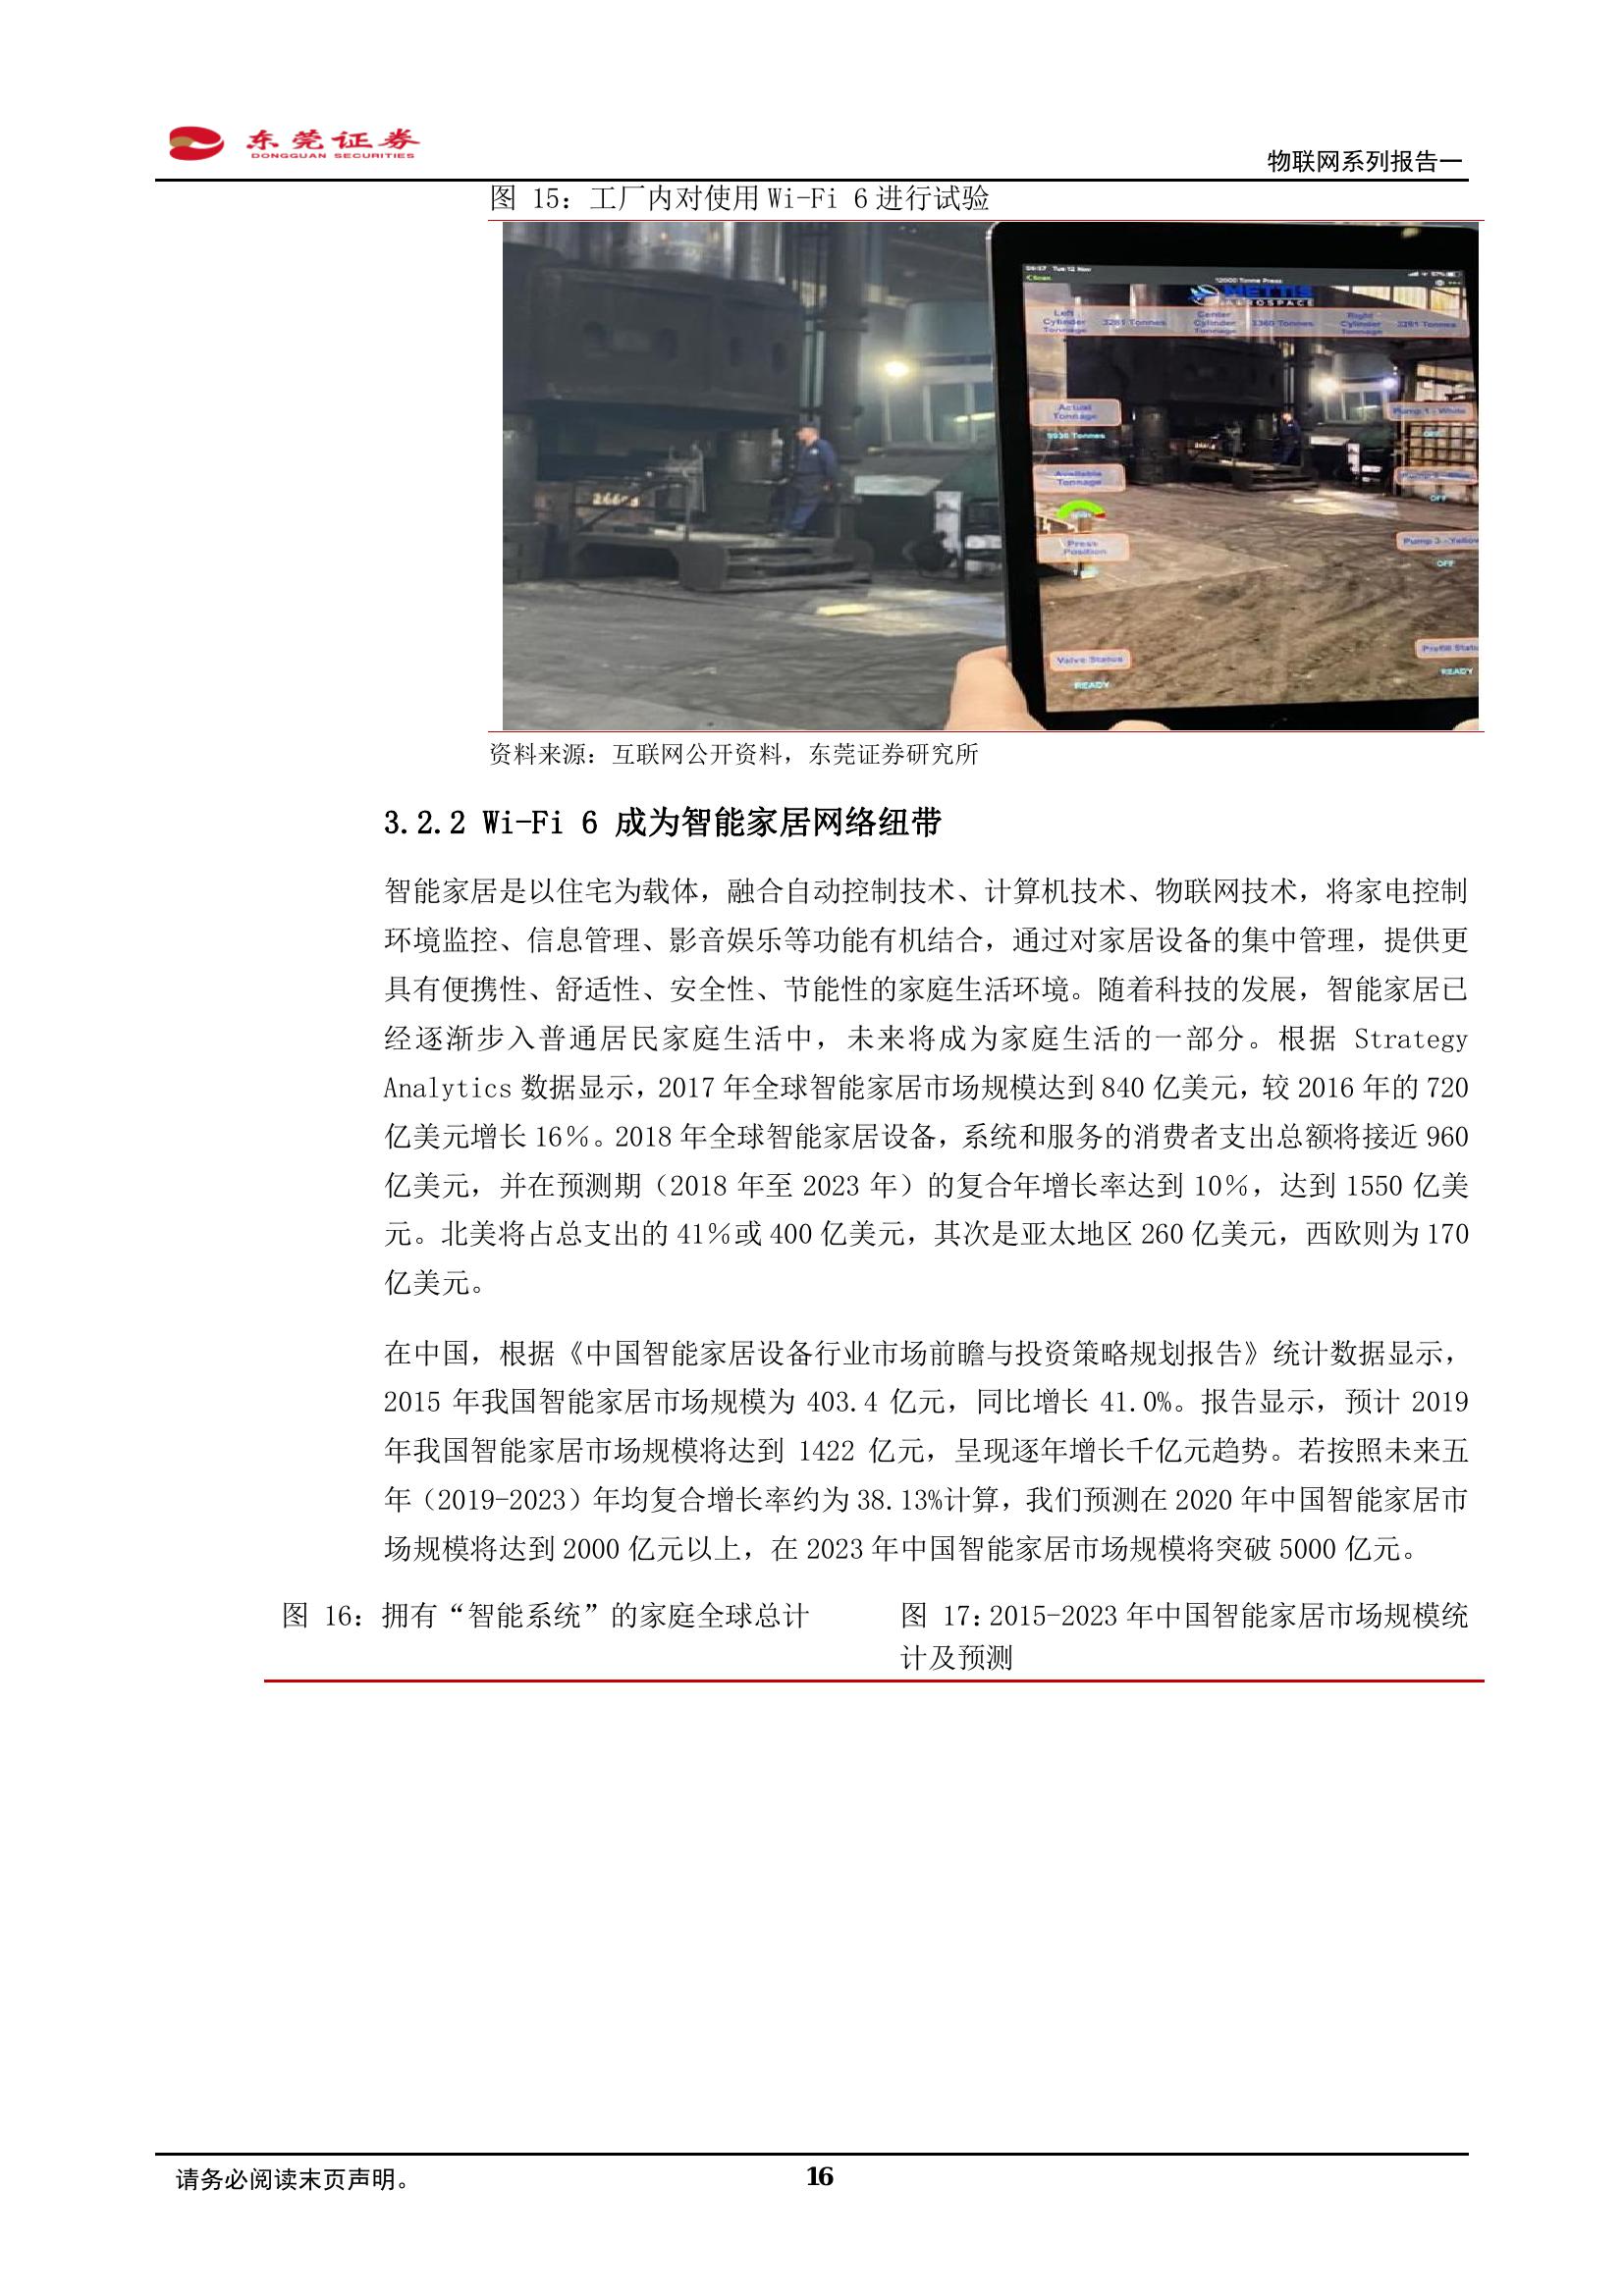 东莞证券
DONGGUAN SECURITIES
物联网系列报告一
图 15：工厂内对使用 Wi-Fi 6 进行试验
09:57 Tue 12 Nov
57%
12000 Tonne Press
METTIS
AEROSPACE
Left Cylinder Tonnage
3281 Tonnes
Center Cylinder Tonnage
3360 Tonnes
Right Cylinder Tonnage
3281 Tonnes
Actual Tonnage
Pump 1 - White
OFF
Available Tonnage
OFF
Press Position
Pump 3 - Yellow
OFF
Valve Status
READY
Prefill Statu
READY
资料来源：互联网公开资料，东莞证券研究所
3.2.2 Wi-Fi 6 成为智能家居网络纽带
智能家居是以住宅为载体，融合自动控制技术、计算机技术、物联网技术，将家电控制
环境监控、信息管理、影音娱乐等功能有机结合，通过对家居设备的集中管理，提供更
具有便携性、舒适性、安全性、节能性的家庭生活环境。随着科技的发展，智能家居已
经逐渐步入普通居民家庭生活中，未来将成为家庭生活的一部分。根据 Strategy
Analytics 数据显示，2017 年全球智能家居市场规模达到 840 亿美元，较 2016 年的 720
亿美元增长 16％。2018 年全球智能家居设备，系统和服务的消费者支出总额将接近 960
亿美元，并在预测期（2018 年至 2023 年）的复合年增长率达到 10％，达到 1550 亿美
元。北美将占总支出的 41％或 400 亿美元，其次是亚太地区 260 亿美元，西欧则为 170
亿美元。
在中国，根据《中国智能家居设备行业市场前瞻与投资策略规划报告》统计数据显示，
2015 年我国智能家居市场规模为 403.4 亿元，同比增长 41.0%。报告显示，预计 2019
年我国智能家居市场规模将达到 1422 亿元，呈现逐年增长千亿元趋势。若按照未来五
年（2019-2023）年均复合增长率约为 38.13%计算，我们预测在 2020 年中国智能家居市
场规模将达到 2000 亿元以上，在 2023 年中国智能家居市场规模将突破 5000 亿元。
图 16：拥有“智能系统”的家庭全球总计
图 17：2015-2023 年中国智能家居市场规模统
计及预测
请务必阅读末页声明。
16